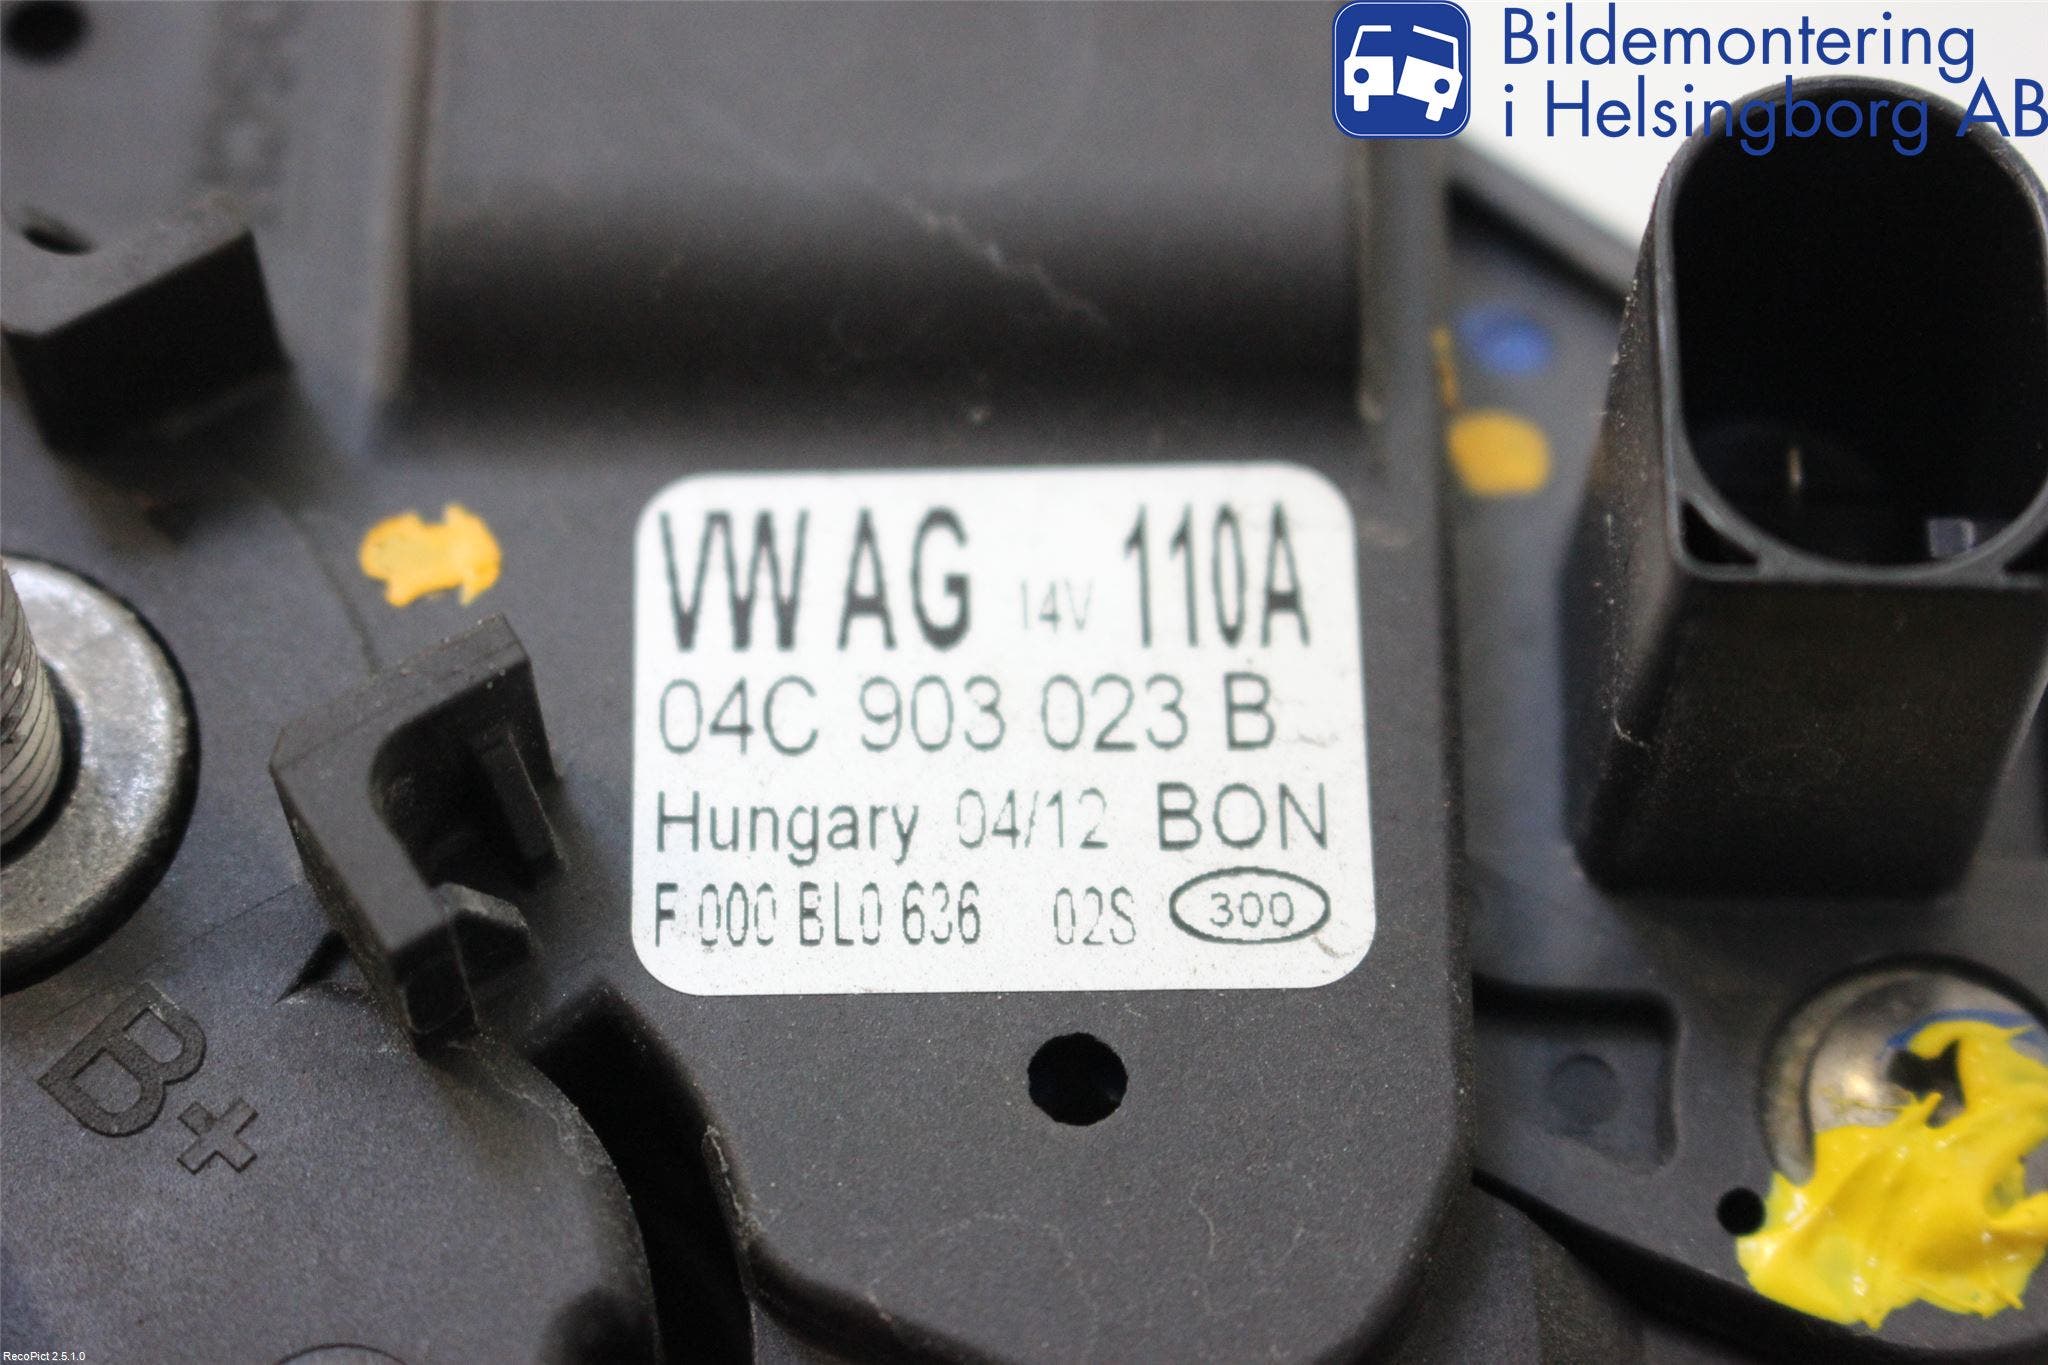 Bildemontering
i Helsingborg AB
VW AG 14V 110A
04C 903 023 B
Hungary 04/12 BON
F 000 BL0 636 02S 300
B+
RecoPict 2.5.1.0